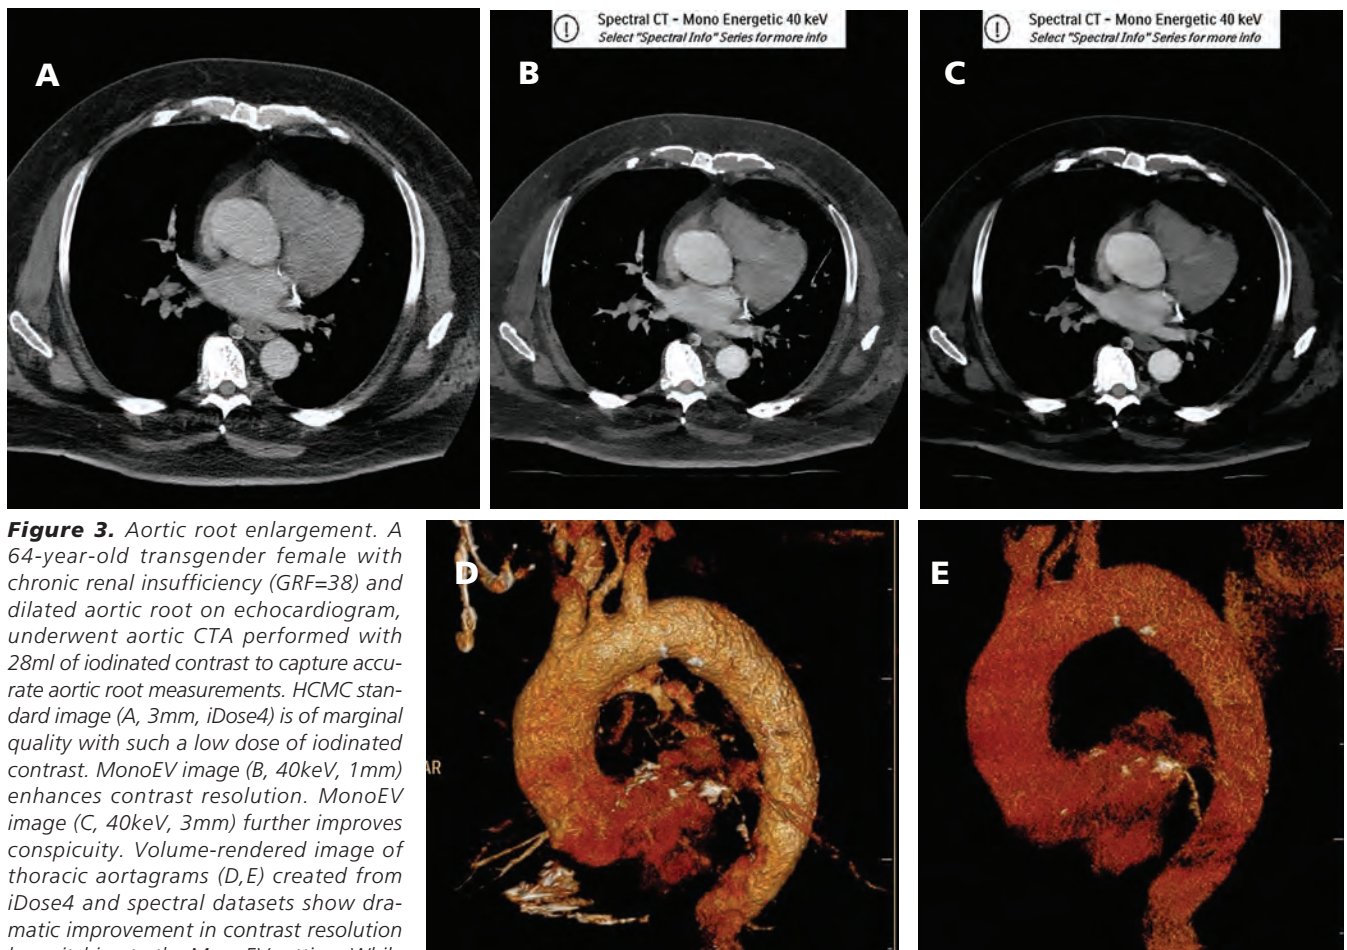 A
Spectral CT - Mono Energetic 40 keV
Select "Spectral Info" Series for more info
B
Spectral CT - Mono Energetic 40 keV
Select "Spectral Info" Series for more info
C
Figure 3. Aortic root enlargement. A
64-year-old transgender female with
chronic renal insufficiency (GRF=38) and
dilated aortic root on echocardiogram,
underwent aortic CTA performed with
28ml of iodinated contrast to capture accu-
rate aortic root measurements. HCMC stan-
dard image (A, 3mm, iDose4) is of marginal
quality with such a low dose of iodinated
contrast. MonoEV image (B, 40keV, 1mm)
enhances contrast resolution. MonoEV
image (C, 40keV, 3mm) further improves
conspicuity. Volume-rendered image of
thoracic aortagrams (D,E) created from
iDose4 and spectral datasets show dra-
matic improvement in contrast resolution
D
AR
E